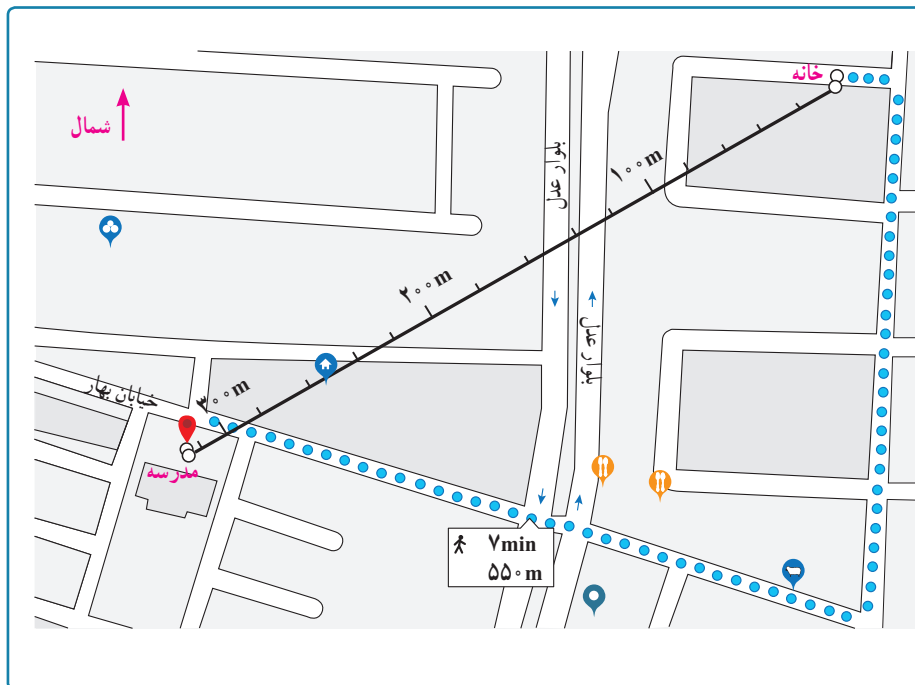 خانه
شمال
۱۰۰m
بلوار عدل
۲۰۰m
بلوار عدل
خیابان بهار
۳۰۰m
مدرسه
۷min
۵۵۰m